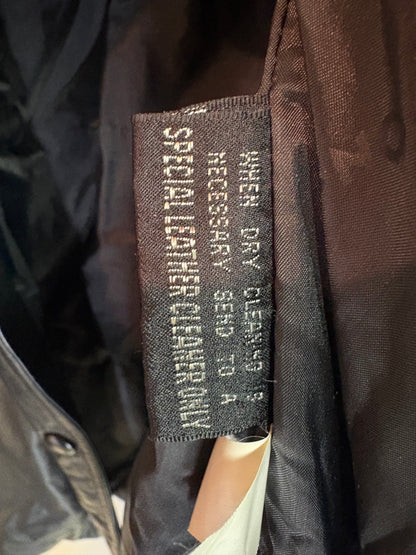 WHEN DRY CLEANING IS
NECESSARY SEND TO A
SPECIAL LEATHER CLEANER ONLY